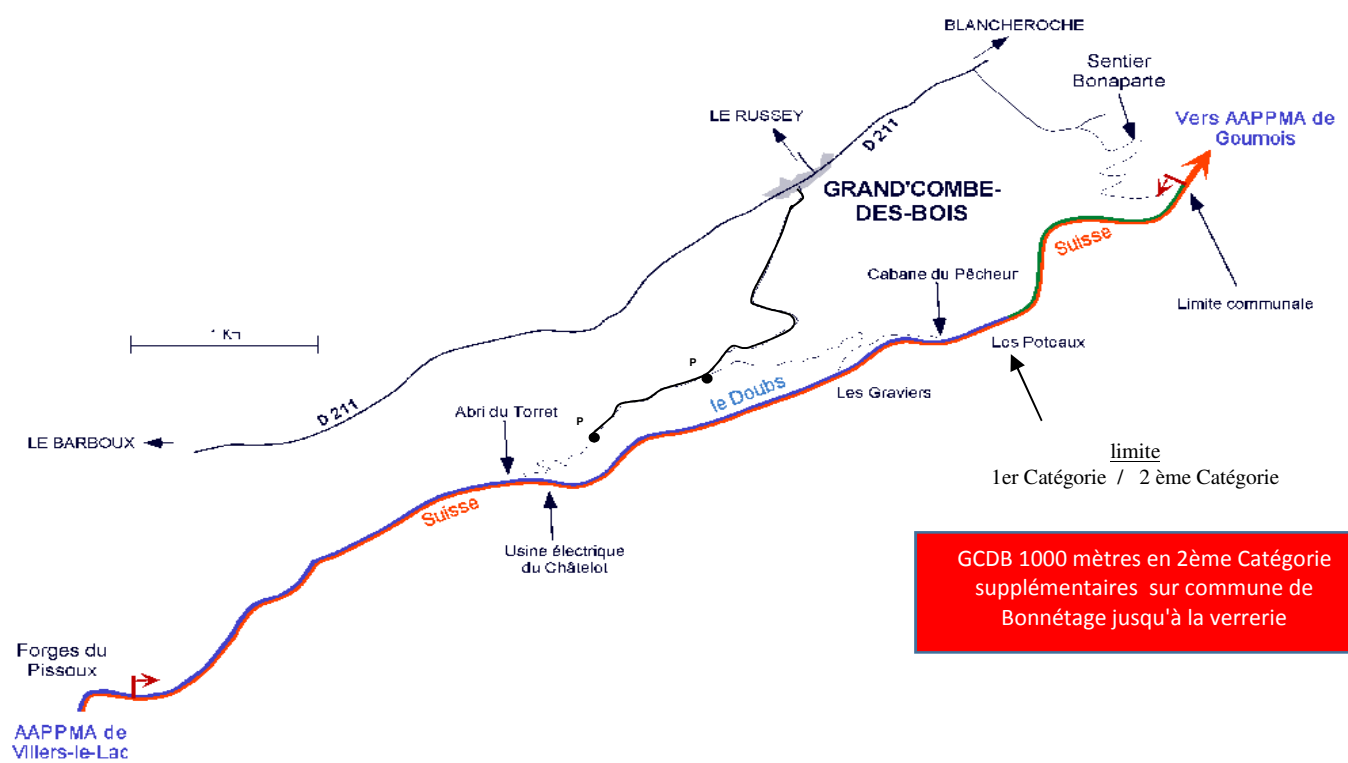 BLANCHEROCHE
Sentier
Bonaparte
LE RUSSEY
D 211
Vers AAPPMA de
Goumois
GRAND'COMBE-
DES-BOIS
Suisse
Cabane du Pêcheur
Limite communale
1 Km
Les Poteaux
P
le Doubs
Les Graviers
Abri du Torret
D 211
P
LE BARBOUX
limite
1er Catégorie / 2 ème Catégorie
Suisse
Usine électrique
du Châtelot
GCDB 1000 mètres en 2ème Catégorie
supplémentaires sur commune de
Bonnétage jusqu'à la verrerie
Forges du
Pissoux
AAPPMA de
Villers-le-Lac